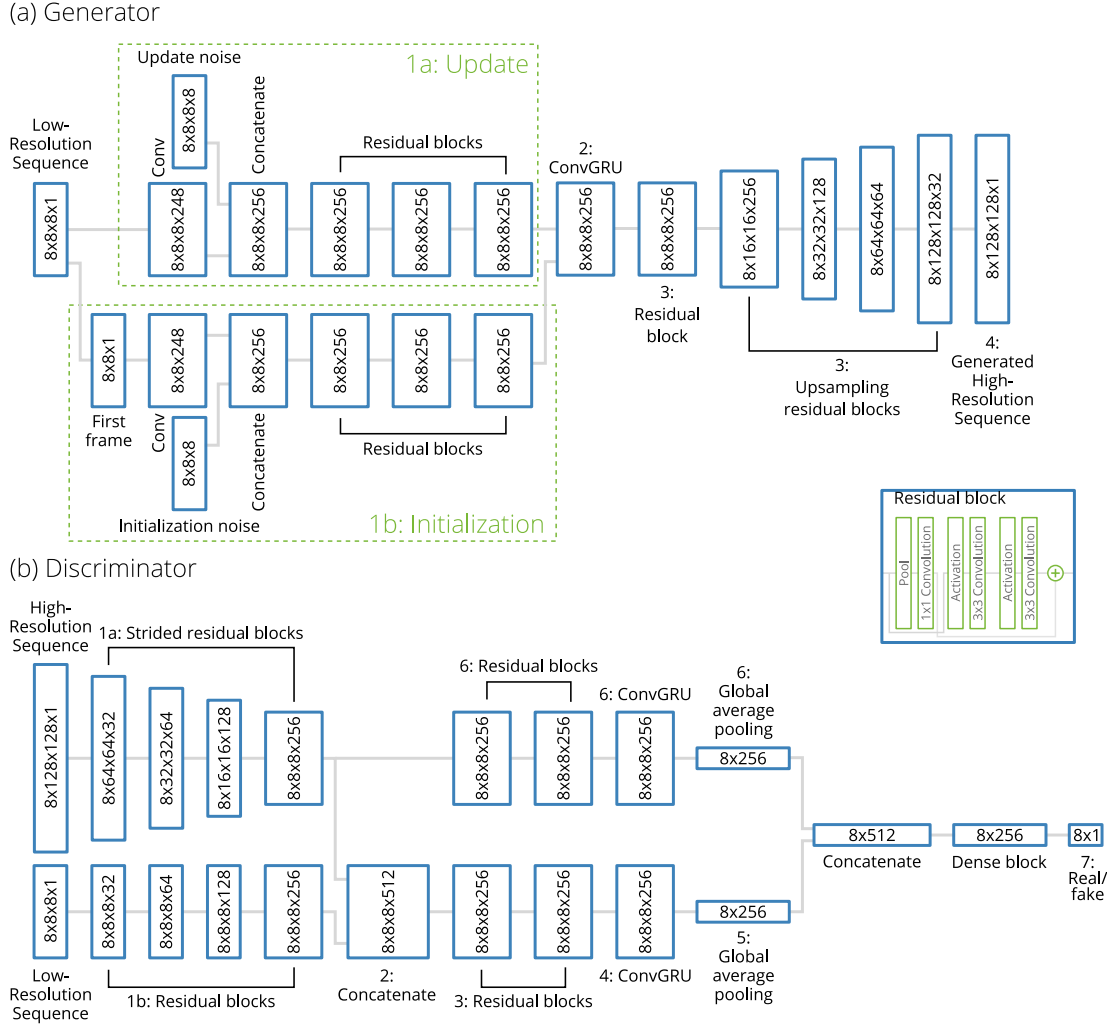 (a) Generator
Update noise
1a: Update
8x8x8x8
Concatenate
Low-
Resolution
Sequence
Conv
Residual blocks
2:
ConvGRU
8x8x8x1
8x8x8x248
8x8x8x256
8x8x8x256
8x8x8x256
8x8x8x256
8x8x8x256
8x8x8x256
8x16x16x256
8x32x32x128
8x64x64x64
8x128x128x32
8x128x128x1
3:
Residual
block
8x8x1
8x8x248
8x8x256
8x8x256
8x8x256
8x8x256
3:
Upsampling
residual blocks
4:
Generated
High-
Resolution
Sequence
First
frame
Conv
8x8x8
Concatenate
Residual blocks
Initialization noise
1b: Initialization
Residual block
Pool
1x1 Convolution
Activation
3x3 Convolution
Activation
3x3 Convolution
(b) Discriminator
High-
Resolution
Sequence
1a: Strided residual blocks
6: Residual blocks
6: ConvGRU
6:
Global
average
pooling
8x128x128x1
8x64x64x32
8x32x32x64
8x16x16x128
8x8x8x256
8x8x8x256
8x8x8x256
8x8x8x256
8x256
8x512
8x256
8x1
Concatenate
Dense block
7:
Real/
fake
8x8x8x1
8x8x8x32
8x8x8x64
8x8x8x128
8x8x8x256
8x8x8x512
8x8x8x256
8x8x8x256
8x8x8x256
8x256
Low-
Resolution
Sequence
1b: Residual blocks
2:
Concatenate
3: Residual blocks
4: ConvGRU
5:
Global
average
pooling